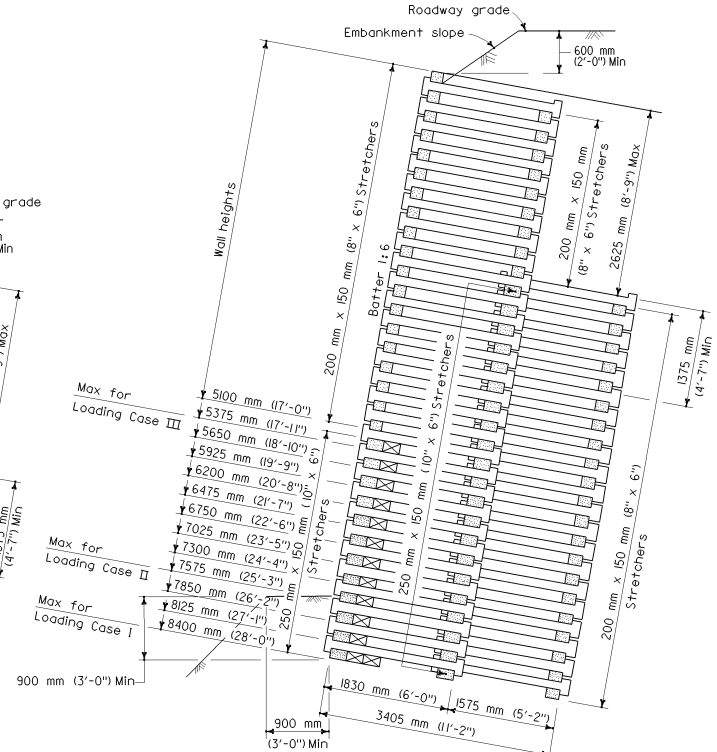 Roadway grade
Embankment slope
600 mm
(2'-0") Min
grade
Min
Max
(4'-7") Min
Wall heights
200 mm × 150 mm (8" × 6") Stretchers
Batter 1:6
200 mm × 150 mm
(8" × 6") Stretchers
2625 mm (8'-9") Max
1375 mm
(4'-7") Min
Max for
Loading Case III
5100 mm (17'-0")
5375 mm (17'-11")
5650 mm (18'-10")
5925 mm (19'-9")
6200 mm (20'-8")
6475 mm (21'-7")
6750 mm (22'-6")
7025 mm (23'-5")
7300 mm (24'-4")
7575 mm (25'-3")
7850 mm (26'-2")
8125 mm (27'-1")
8400 mm (28'-0")
Max for
Loading Case II
Max for
Loading Case I
250 mm × 150 mm (10" × 6")
Stretchers
250 mm × 150 mm (10" × 6") Stretchers
200 mm × 150 mm (8" × 6")
Stretchers
900 mm (3'-0") Min
900 mm
(3'-0") Min
1830 mm (6'-0")
1575 mm (5'-2")
3405 mm (11'-2")